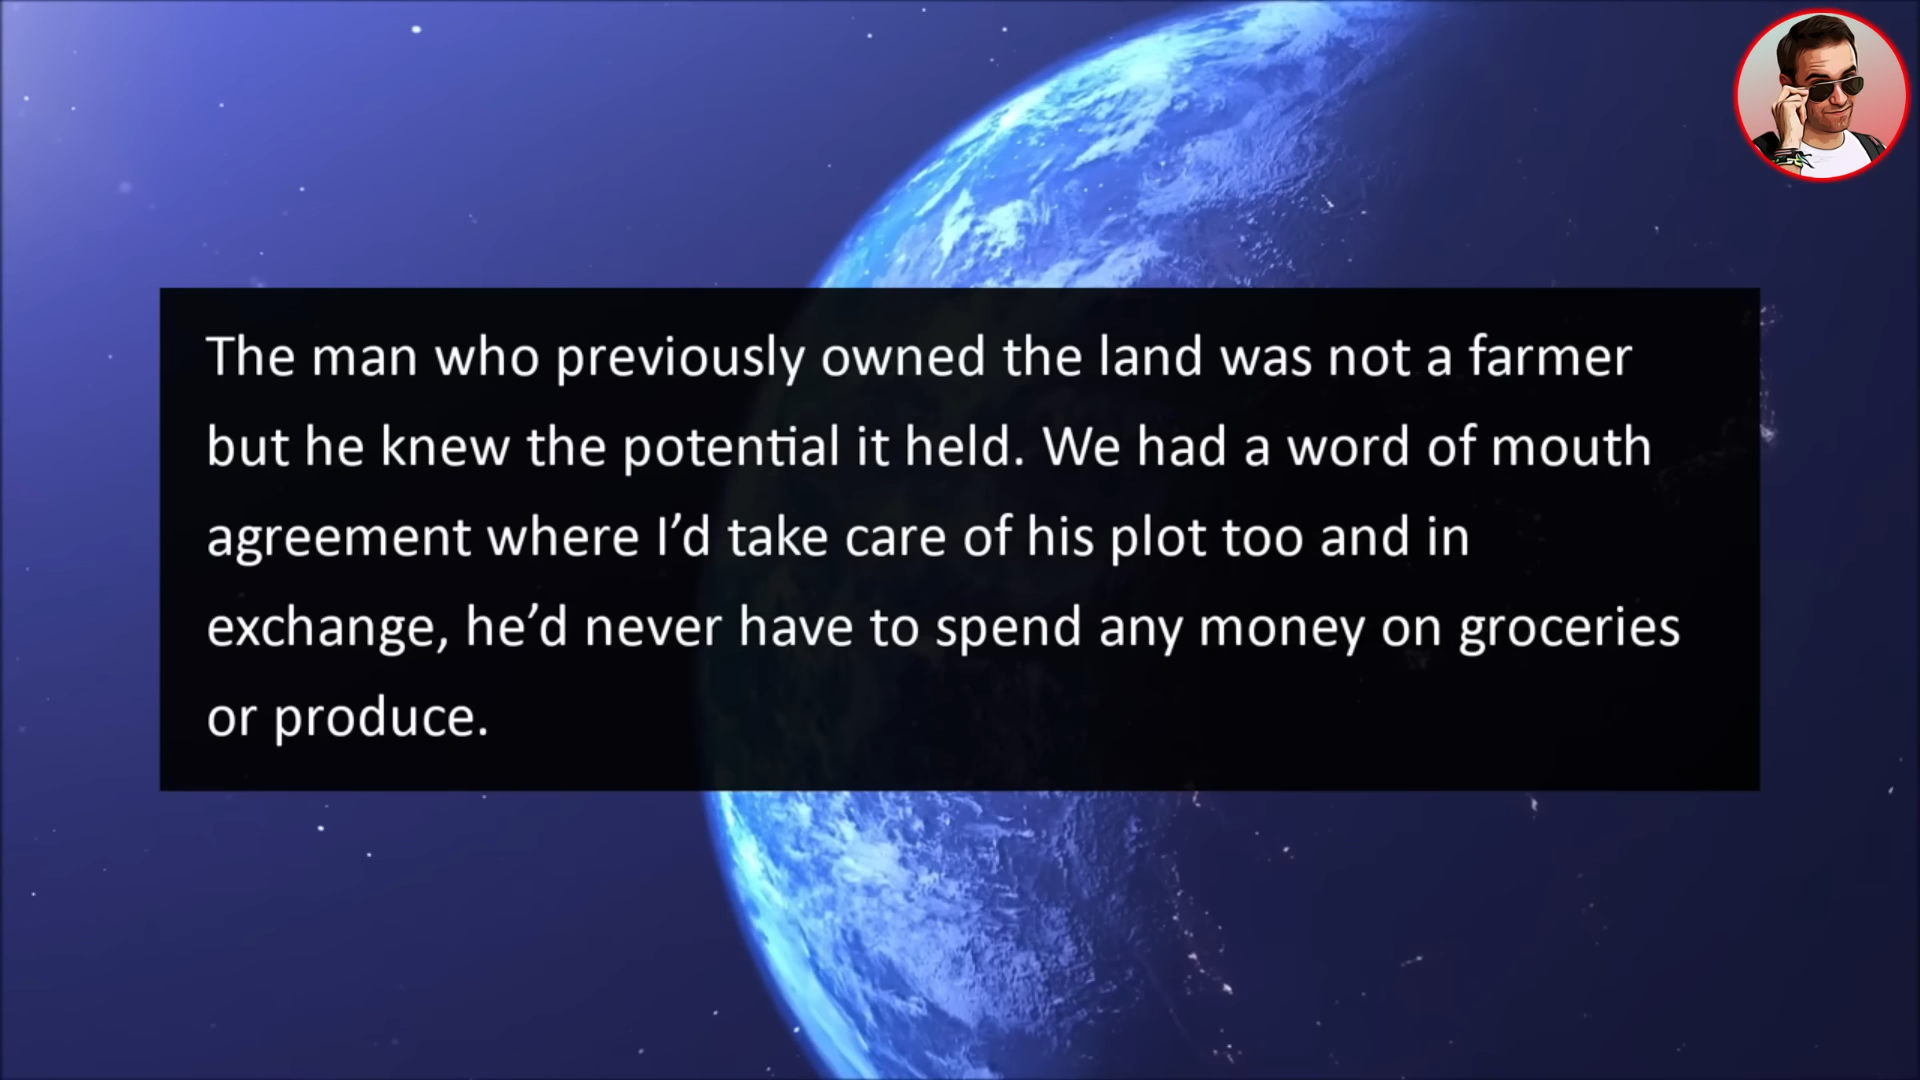 The man who previously owned the land was not a farmer
but he knew the potential it held. We had a word of mouth
agreement where I’d take care of his plot too and in
exchange, he’d never have to spend any money on groceries
or produce.